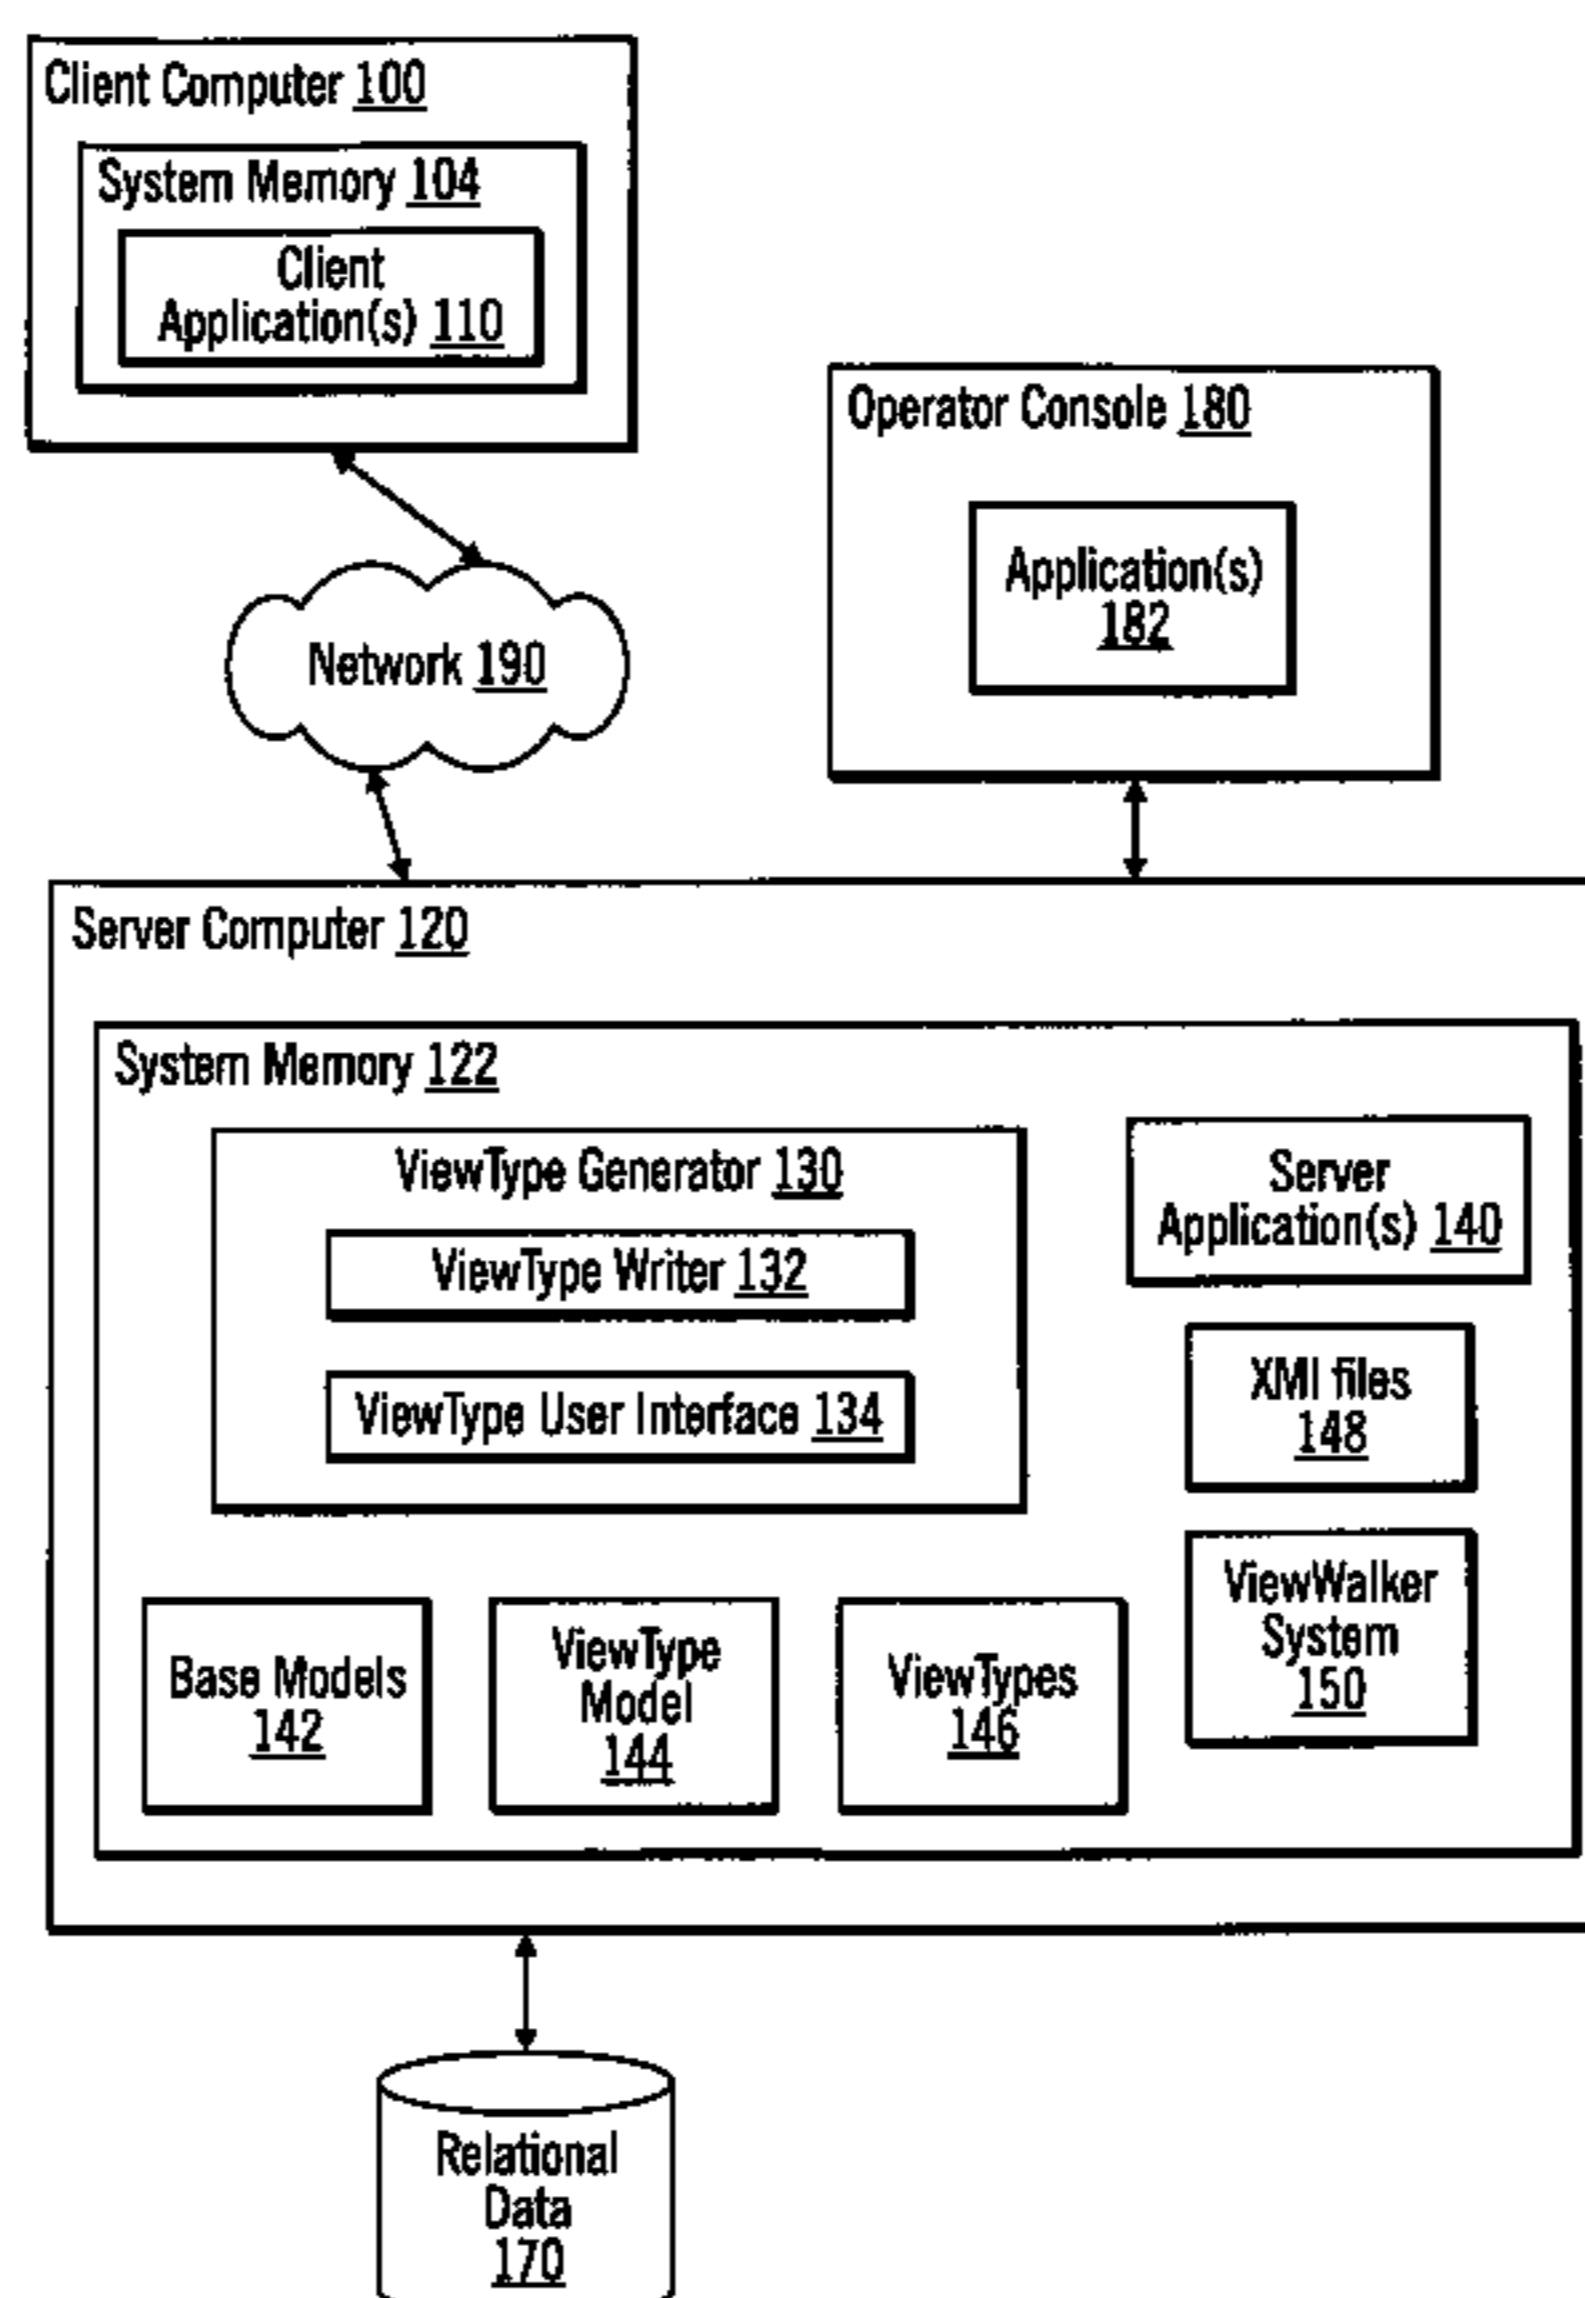 Client Computer 100
System Memory 104
Client
Application(s) 110
Operator Console 180
Application(s)
182
Network 190
Server Computer 120
System Memory 122
ViewType Generator 130
ViewType Writer 132
ViewType User Interface 134
Server
Application(s) 140
XMI files
148
ViewWalker
System
150
Base Models
142
ViewType
Model
144
ViewTypes
146
Relational
Data
170